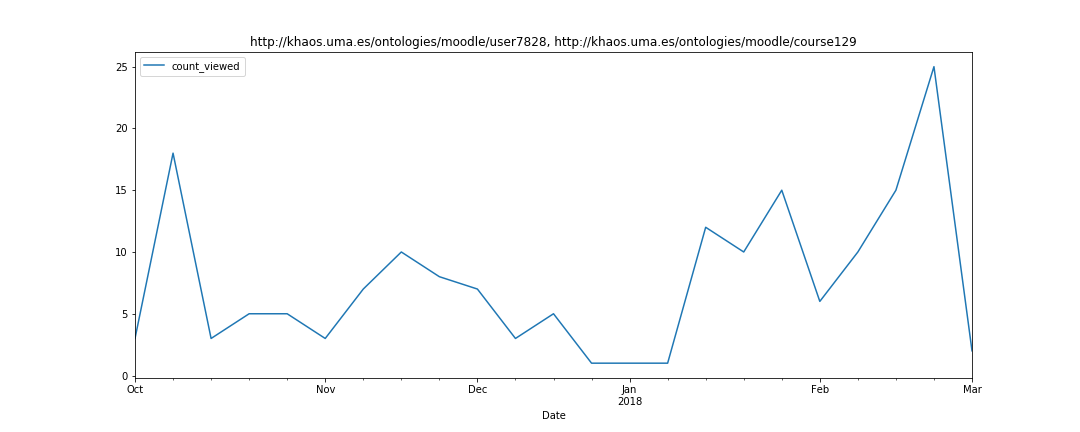 http://khaos.uma.es/ontologies/moodle/user7828, http://khaos.uma.es/ontologies/moodle/course129
count_viewed
25
20
15
10
5
0
Oct Nov Dec Jan Feb Mar
2018
Date